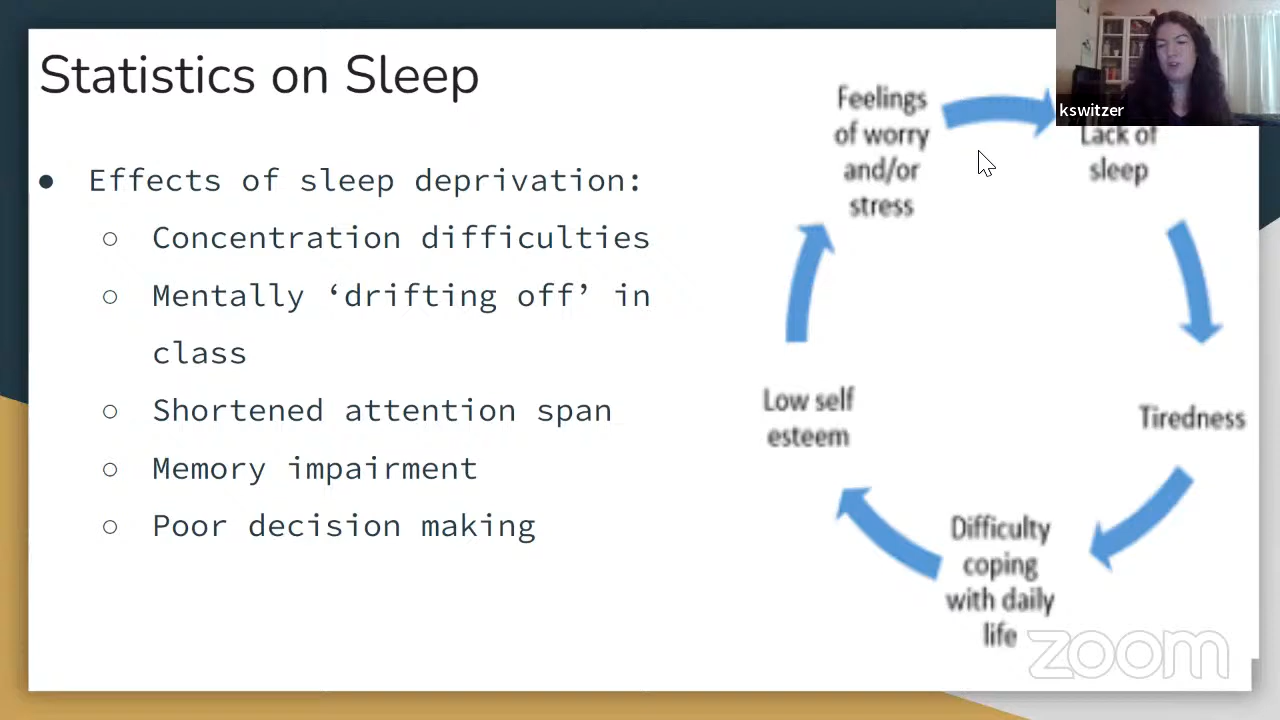 Statistics on Sleep
● Effects of sleep deprivation:
○ Concentration difficulties
○ Mentally ‘drifting off’ in
class
○ Shortened attention span
○ Memory impairment
○ Poor decision making
Feelings
of worry
and/or
stress
Lack of
sleep
Tiredness
Difficulty
coping
with daily
life
Low self
esteem
kswitzer
zoom